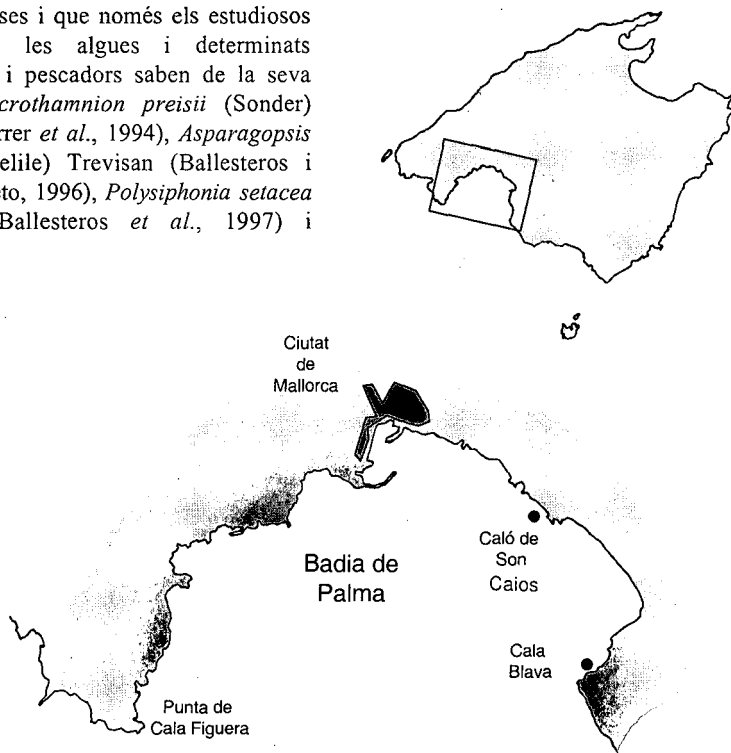 ses i que només els estudiosos
les algues i determinats
i pescadors saben de la seva
crothamnion preisii (Sonder)
rrer et al., 1994), Asparagopsis
elile) Trevisan (Ballesteros i
eto, 1996), Polysiphonia setacea
Ballesteros et al., 1997) i
Ciutat
de
Mallorca
Badia de
Palma
Caló de
Son
Caios
Cala
Blava
Punta de
Cala Figuera